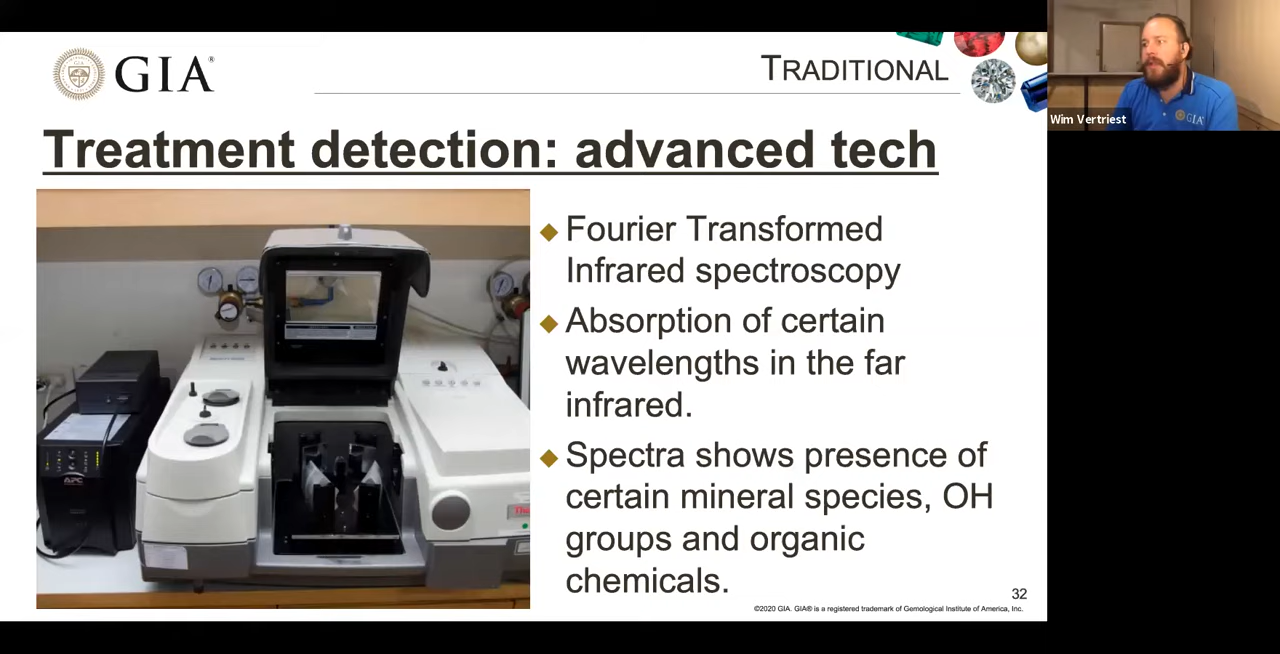 GIA®
TRADITIONAL
Wim Vertriest
GIA
Treatment detection: advanced tech
Fourier Transformed
Infrared spectroscopy
Absorption of certain
wavelengths in the far
infrared.
Spectra shows presence of
certain mineral species, OH
groups and organic
chemicals.
APC
32
©2020 GIA. GIA® is a registered trademark of Gemological Institute of America, Inc.